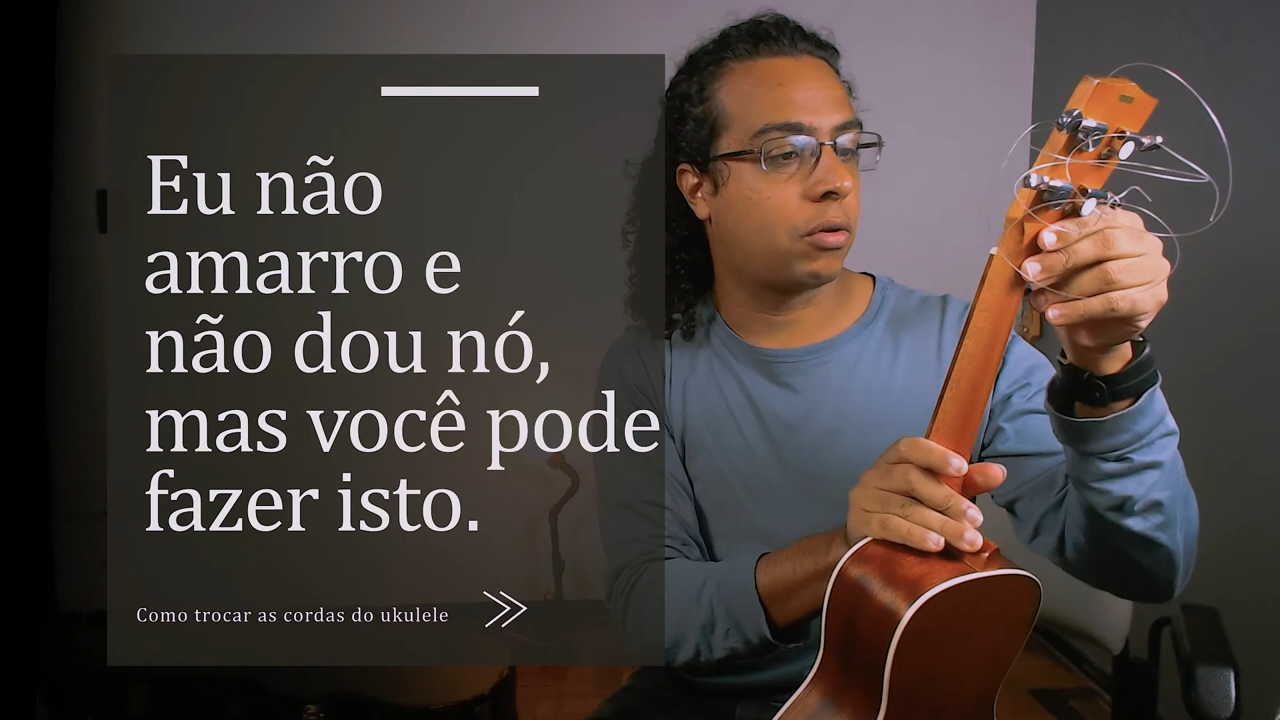 Eu não
amarro e
não dou nó,
mas você pode
fazer isto.
Como trocar as cordas do ukulele